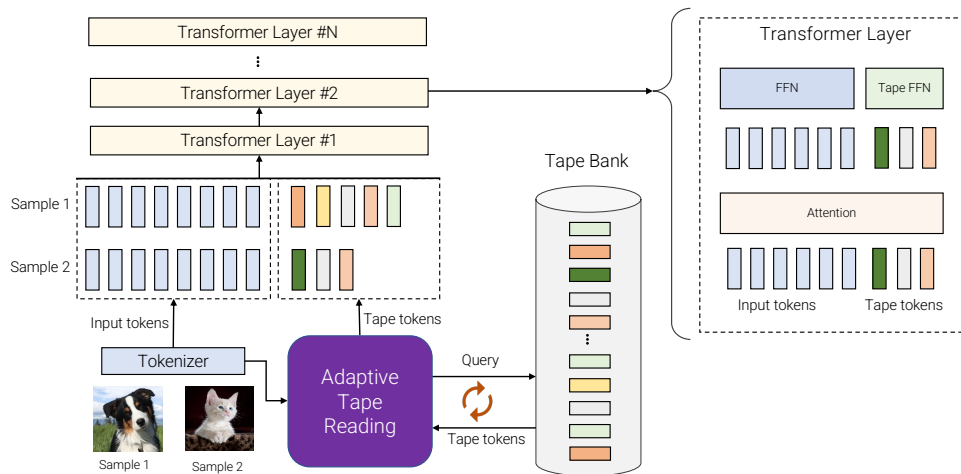 Transformer Layer #N
Transformer Layer #2
Transformer Layer #1
Sample 1
Sample 2
Input tokens
Tape tokens
Tokenizer
Adaptive
Tape
Reading
Sample 1
Sample 2
Query
Tape tokens
Tape Bank
Transformer Layer
FFN
Tape FFN
Attention
Input tokens
Tape tokens